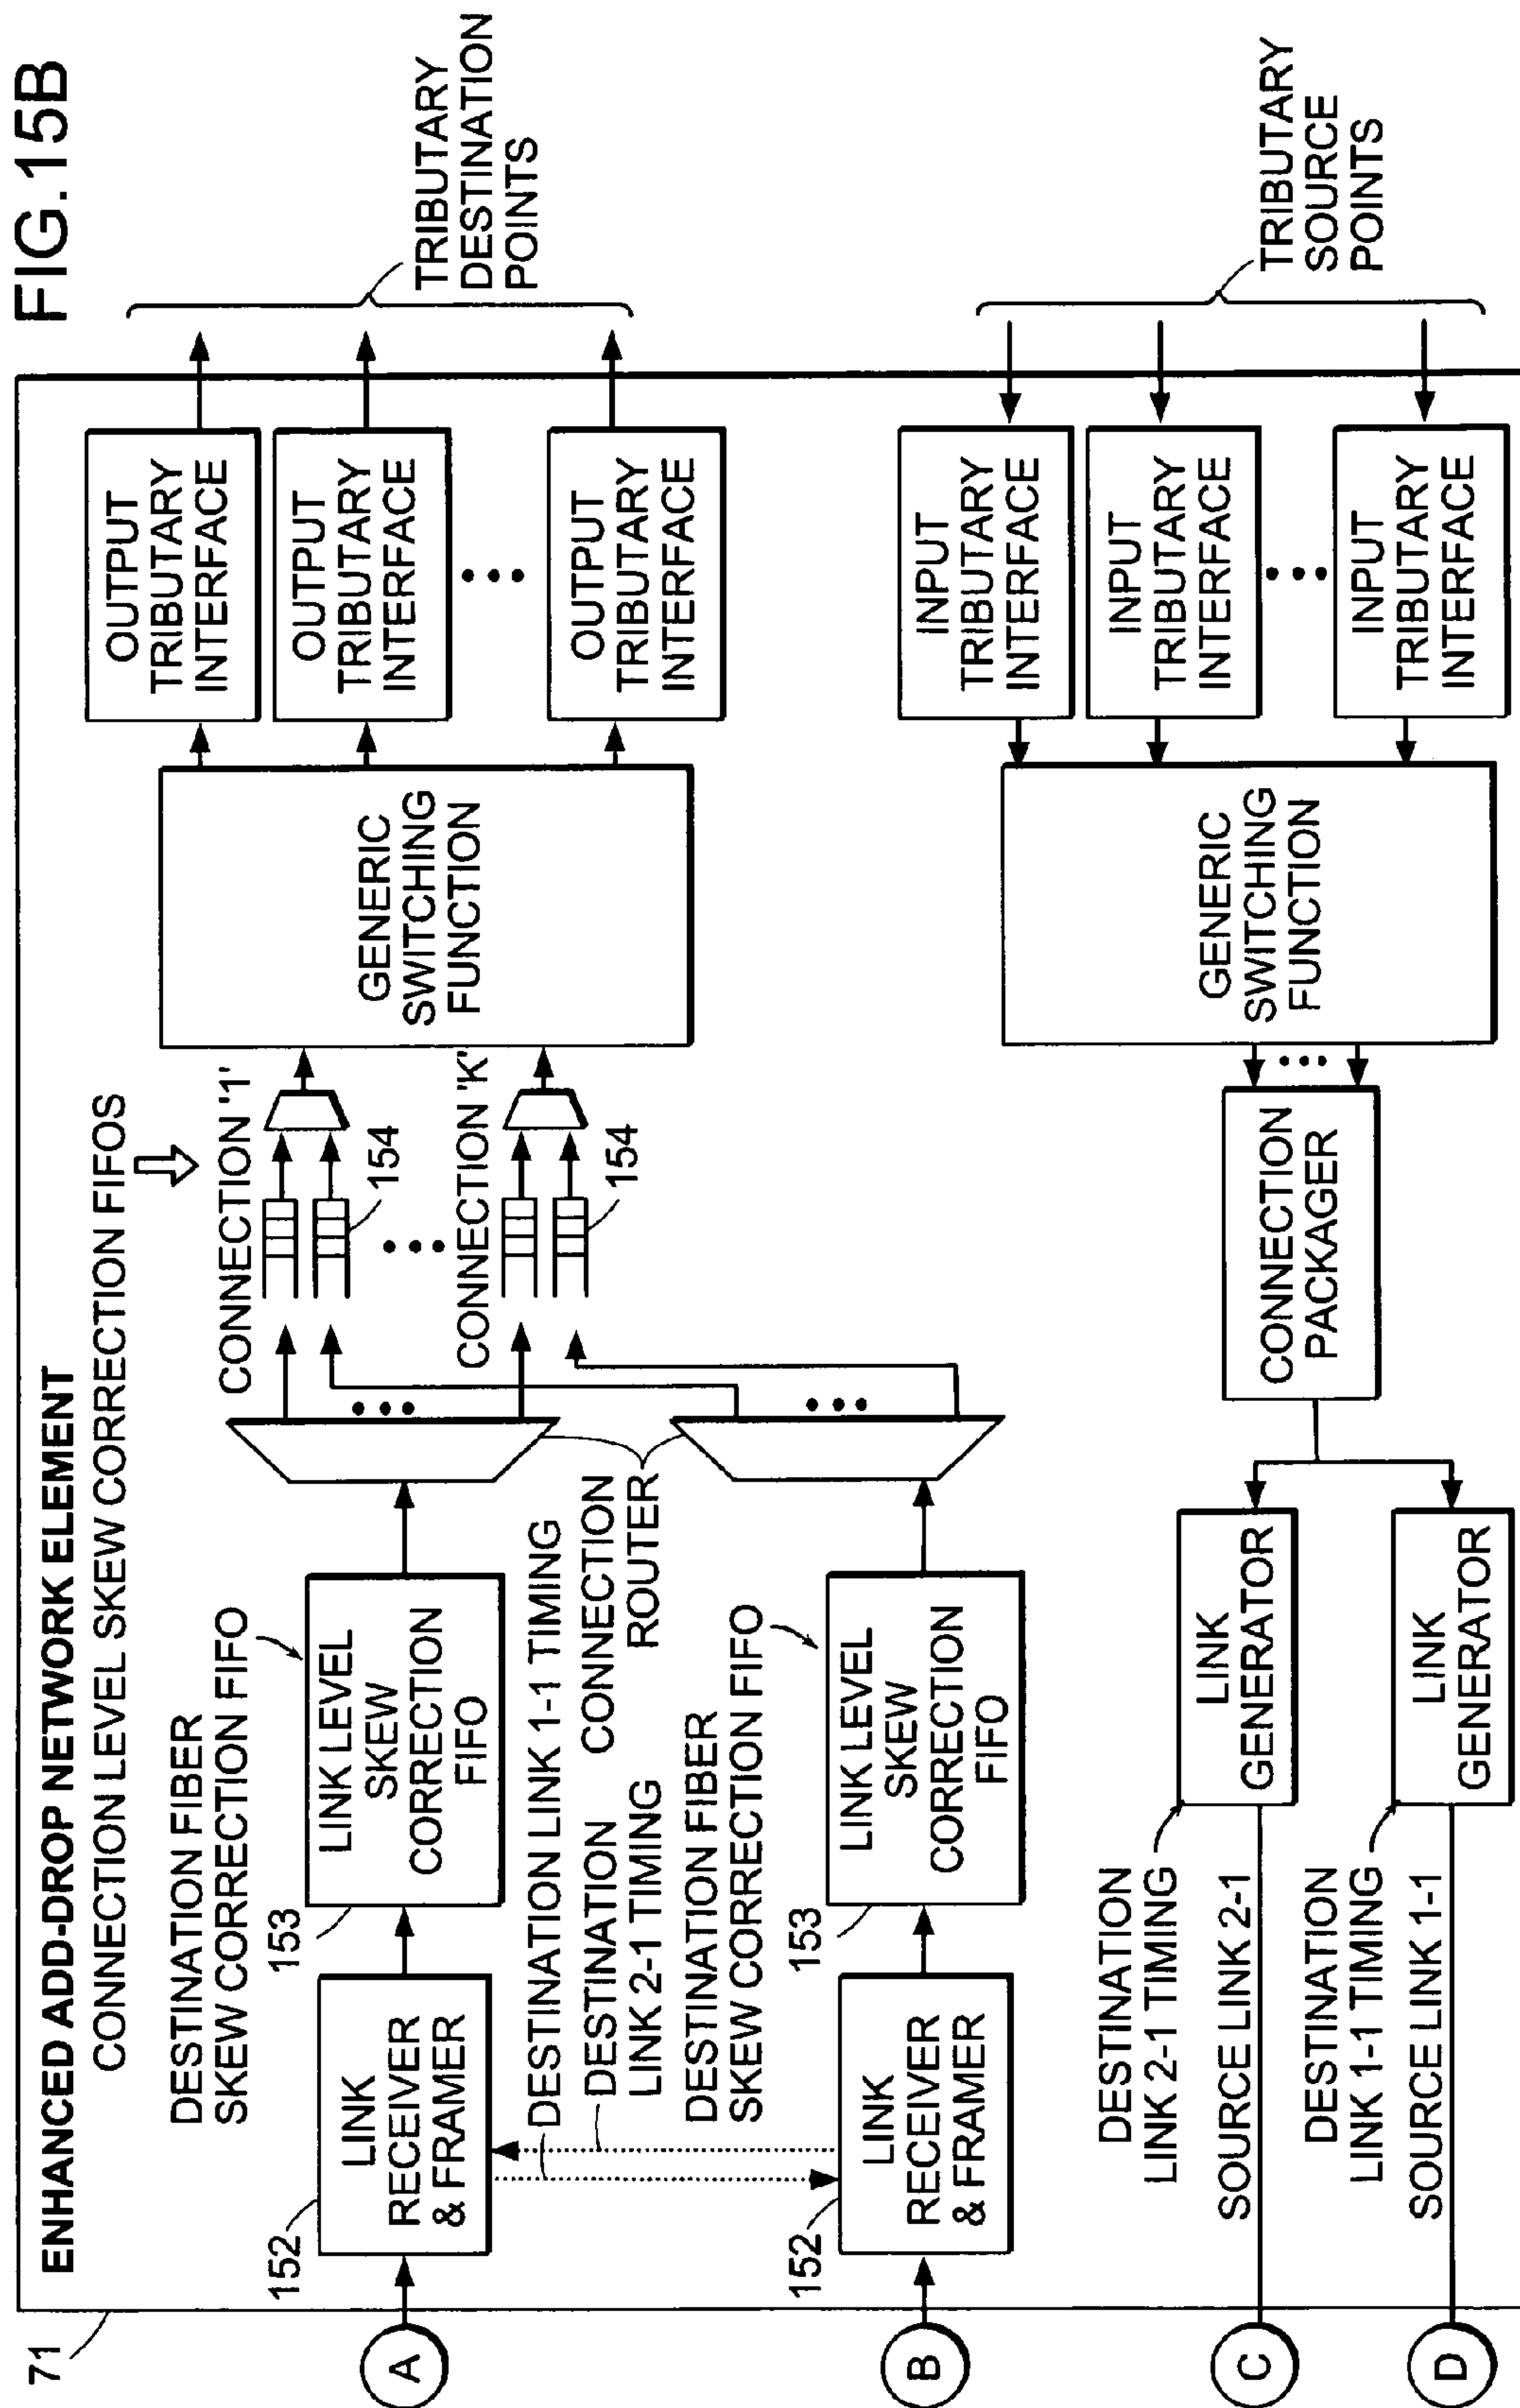 FIG.15B
71
ENHANCED ADD-DROP NETWORK ELEMENT
CONNECTION LEVEL SKEW CORRECTION FIFOS
DESTINATION FIBER
SKEW CORRECTION FIFO
CONNECTION '1'
154
CONNECTION 'K'
154
A
152
LINK
RECEIVER
& FRAMER
153
LINK LEVEL
SKEW
CORRECTION
FIFO
GENERIC
SWITCHING
FUNCTION
OUTPUT
TRIBUTARY
INTERFACE
OUTPUT
TRIBUTARY
INTERFACE
OUTPUT
TRIBUTARY
INTERFACE
TRIBUTARY
DESTINATION
POINTS
DESTINATION LINK 1-1 TIMING
DESTINATION
LINK 2-1 TIMING
CONNECTION
ROUTER
DESTINATION FIBER
SKEW CORRECTION FIFO
B
152
LINK
RECEIVER
& FRAMER
153
LINK LEVEL
SKEW
CORRECTION
FIFO
DESTINATION
LINK 2-1 TIMING
C
SOURCE LINK 2-1
LINK
GENERATOR
DESTINATION
LINK 1-1 TIMING
D
SOURCE LINK 1-1
LINK
GENERATOR
CONNECTION
PACKAGER
GENERIC
SWITCHING
FUNCTION
INPUT
TRIBUTARY
INTERFACE
INPUT
TRIBUTARY
INTERFACE
INPUT
TRIBUTARY
INTERFACE
TRIBUTARY
SOURCE
POINTS